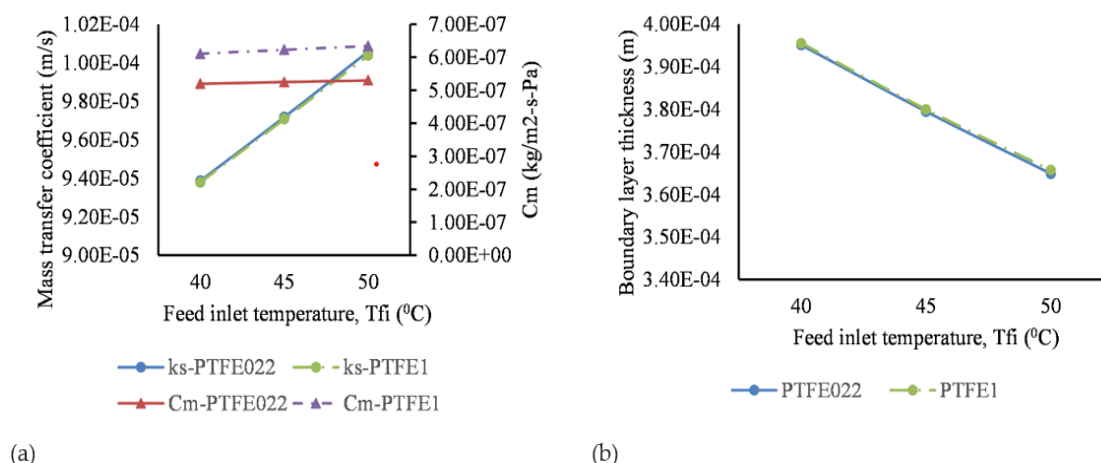 1.02E-04
1.00E-04
9.80E-05
9.60E-05
9.40E-05
9.20E-05
9.00E-05
Mass transfer coefficient (m/s)
7.00E-07
6.00E-07
5.00E-07
4.00E-07
3.00E-07
2.00E-07
1.00E-07
0.00E+00
Cm (kg/m2-s-Pa)
40 45 50
Feed inlet temperature, Tfi (⁰C)
ks-PTFE022 ks-PTFE1
Cm-PTFE022 Cm-PTFE1
(a)
4.00E-04
3.90E-04
3.80E-04
3.70E-04
3.60E-04
3.50E-04
3.40E-04
Boundary layer thickness (m)
40 45 50
Feed inlet temperature, Tfi (⁰C)
PTFE022 PTFE1
(b)